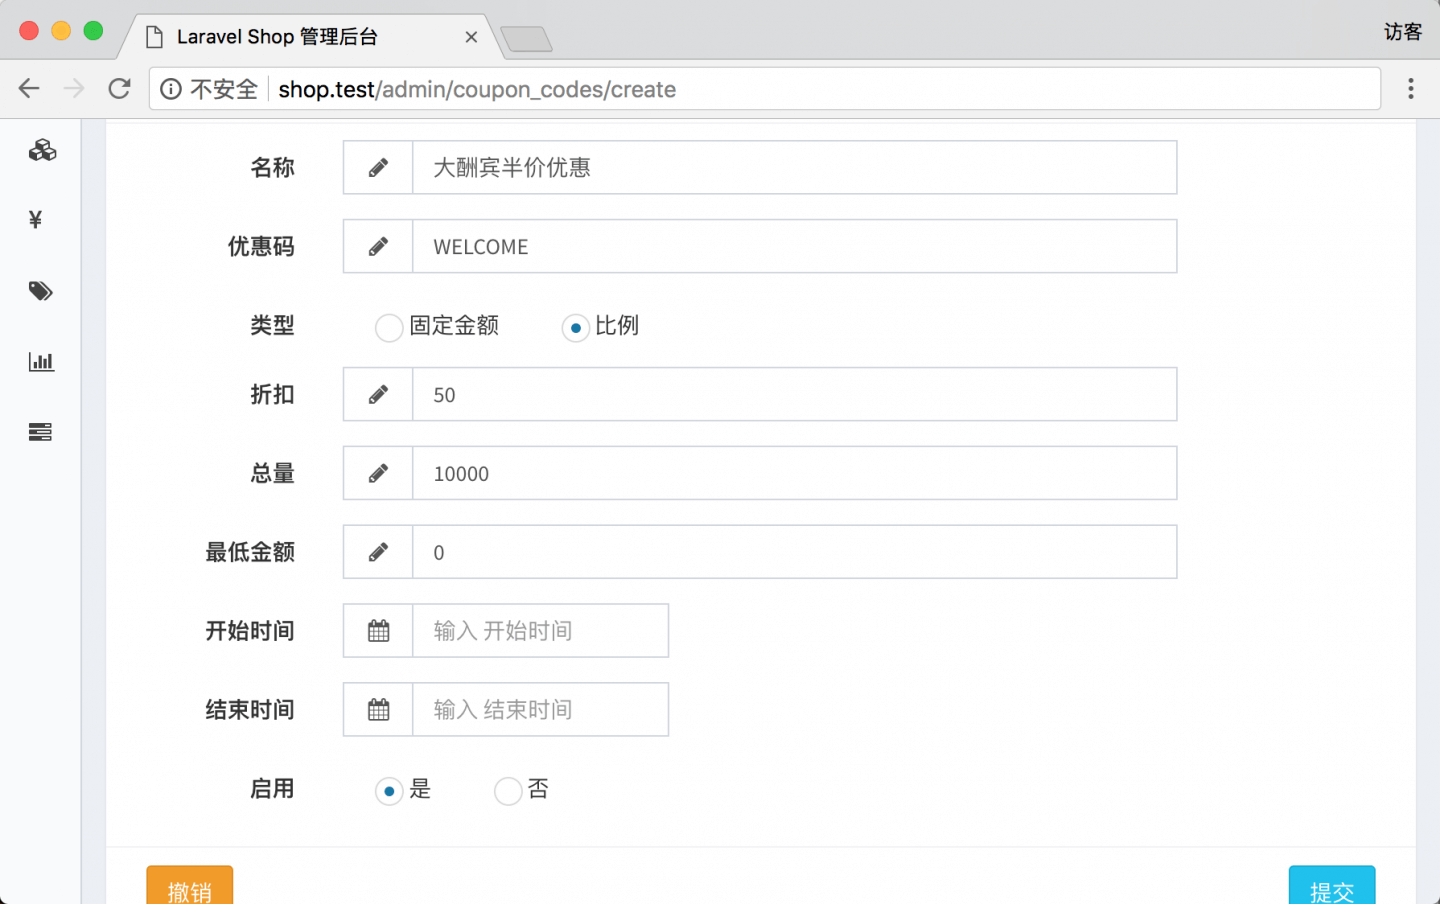 Laravel Shop 管理后台
访客
不安全 shop.test/admin/coupon_codes/create
名称 大酬宾半价优惠
¥
优惠码 WELCOME
类型 固定金额 比例
折扣 50
总量 10000
最低金额 0
开始时间 输入 开始时间
结束时间 输入 结束时间
启用 是 否
撤销 提交